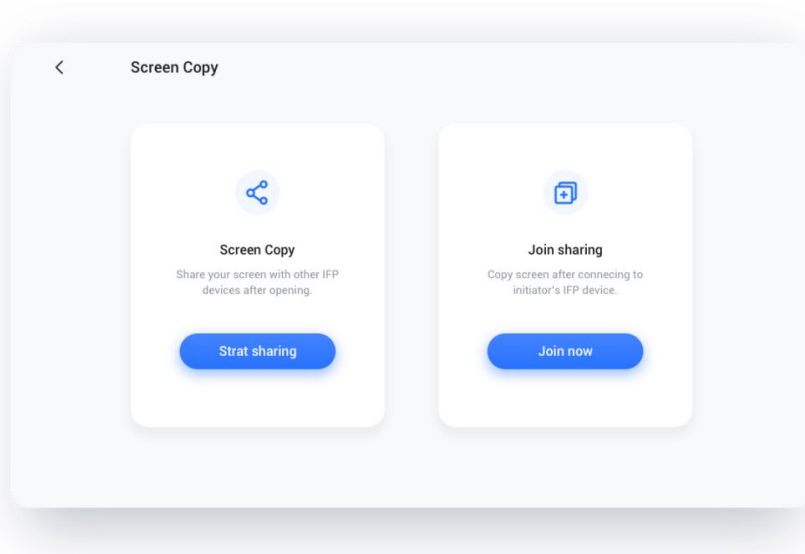 Screen Copy
Screen Copy
Share your screen with other IFP
devices after opening.
Strat sharing
Join sharing
Copy screen after connecing to
initiator's IFP device.
Join now